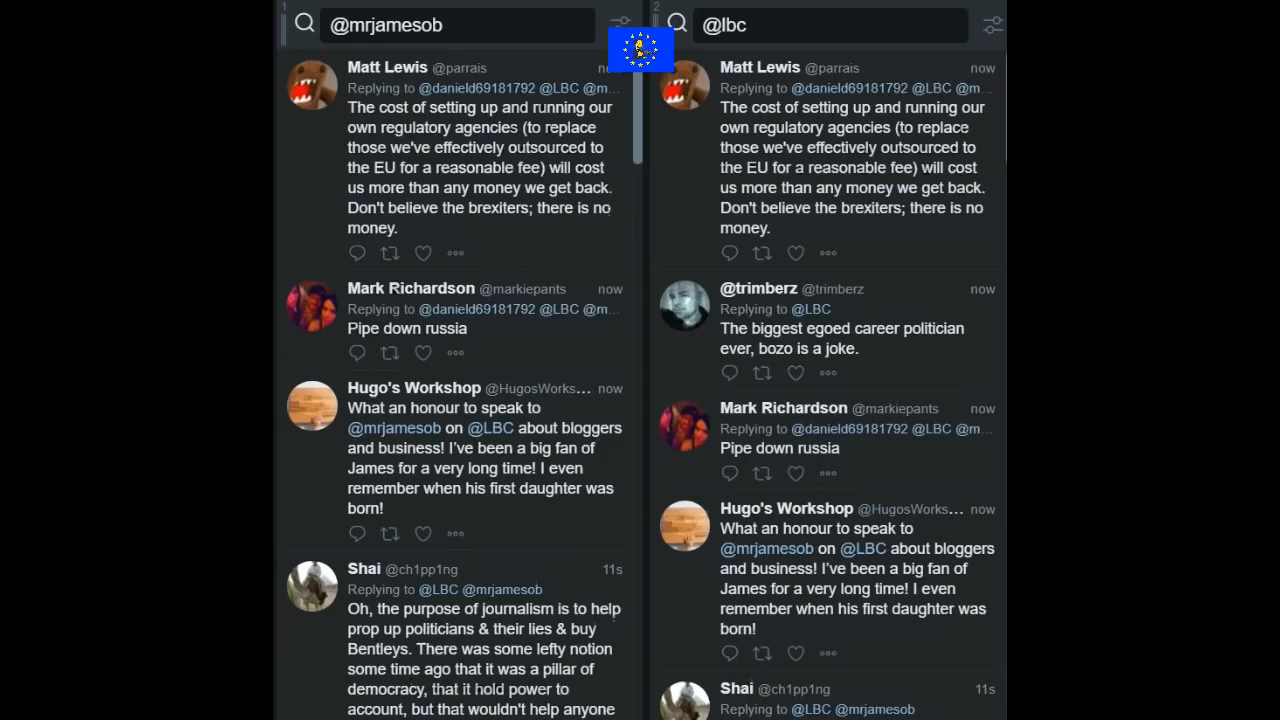 1
@mrjamesob
Matt Lewis @parrais now
Replying to @danield69181792 @LBC @m...
The cost of setting up and running our
own regulatory agencies (to replace
those we've effectively outsourced to
the EU for a reasonable fee) will cost
us more than any money we get back.
Don't believe the brexiters; there is no
money.
Mark Richardson @markiepants now
Replying to @danield69181792 @LBC @m...
Pipe down russia
Hugo's Workshop @HugosWorks... now
What an honour to speak to
@mrjamesob on @LBC about bloggers
and business! I've been a big fan of
James for a very long time! I even
remember when his first daughter was
born!
Shai @ch1pp1ng 11s
Replying to @LBC @mrjamesob
Oh, the purpose of journalism is to help
prop up politicians & their lies & buy
Bentleys. There was some lefty notion
some time ago that it was a pillar of
democracy, that it hold power to
account, but that wouldn't help anyone
2
@lbc
Matt Lewis @parrais now
Replying to @danield69181792 @LBC @m...
The cost of setting up and running our
own regulatory agencies (to replace
those we've effectively outsourced to
the EU for a reasonable fee) will cost
us more than any money we get back.
Don't believe the brexiters; there is no
money.
@trimberz @trimberz now
Replying to @LBC
The biggest egoed career politician
ever, bozo is a joke.
Mark Richardson @markiepants now
Replying to @danield69181792 @LBC @m...
Pipe down russia
Hugo's Workshop @HugosWorks... now
What an honour to speak to
@mrjamesob on @LBC about bloggers
and business! I've been a big fan of
James for a very long time! I even
remember when his first daughter was
born!
Shai @ch1pp1ng 11s
Replying to @LBC @mrjamesob